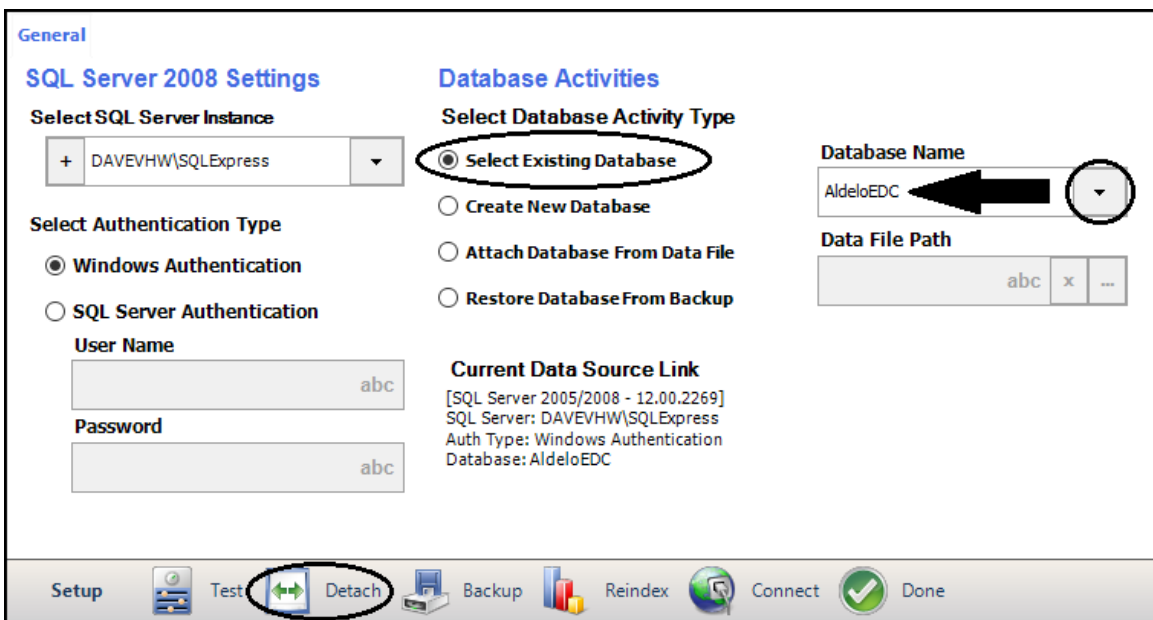 General
SQL Server 2008 Settings
Select SQL Server Instance
+ DAVEVHW\SQLExpress
Select Authentication Type
Windows Authentication
SQL Server Authentication
User Name
abc
Password
abc
Database Activities
Select Database Activity Type
Select Existing Database
Create New Database
Attach Database From Data File
Restore Database From Backup
Database Name
AldeloEDC
Data File Path
abc x ...
Current Data Source Link
[SQL Server 2005/2008 - 12.00.2269]
SQL Server: DAVEVHW\SQLExpress
Auth Type: Windows Authentication
Database: AldeloEDC
Setup Test Detach Backup Reindex Connect Done